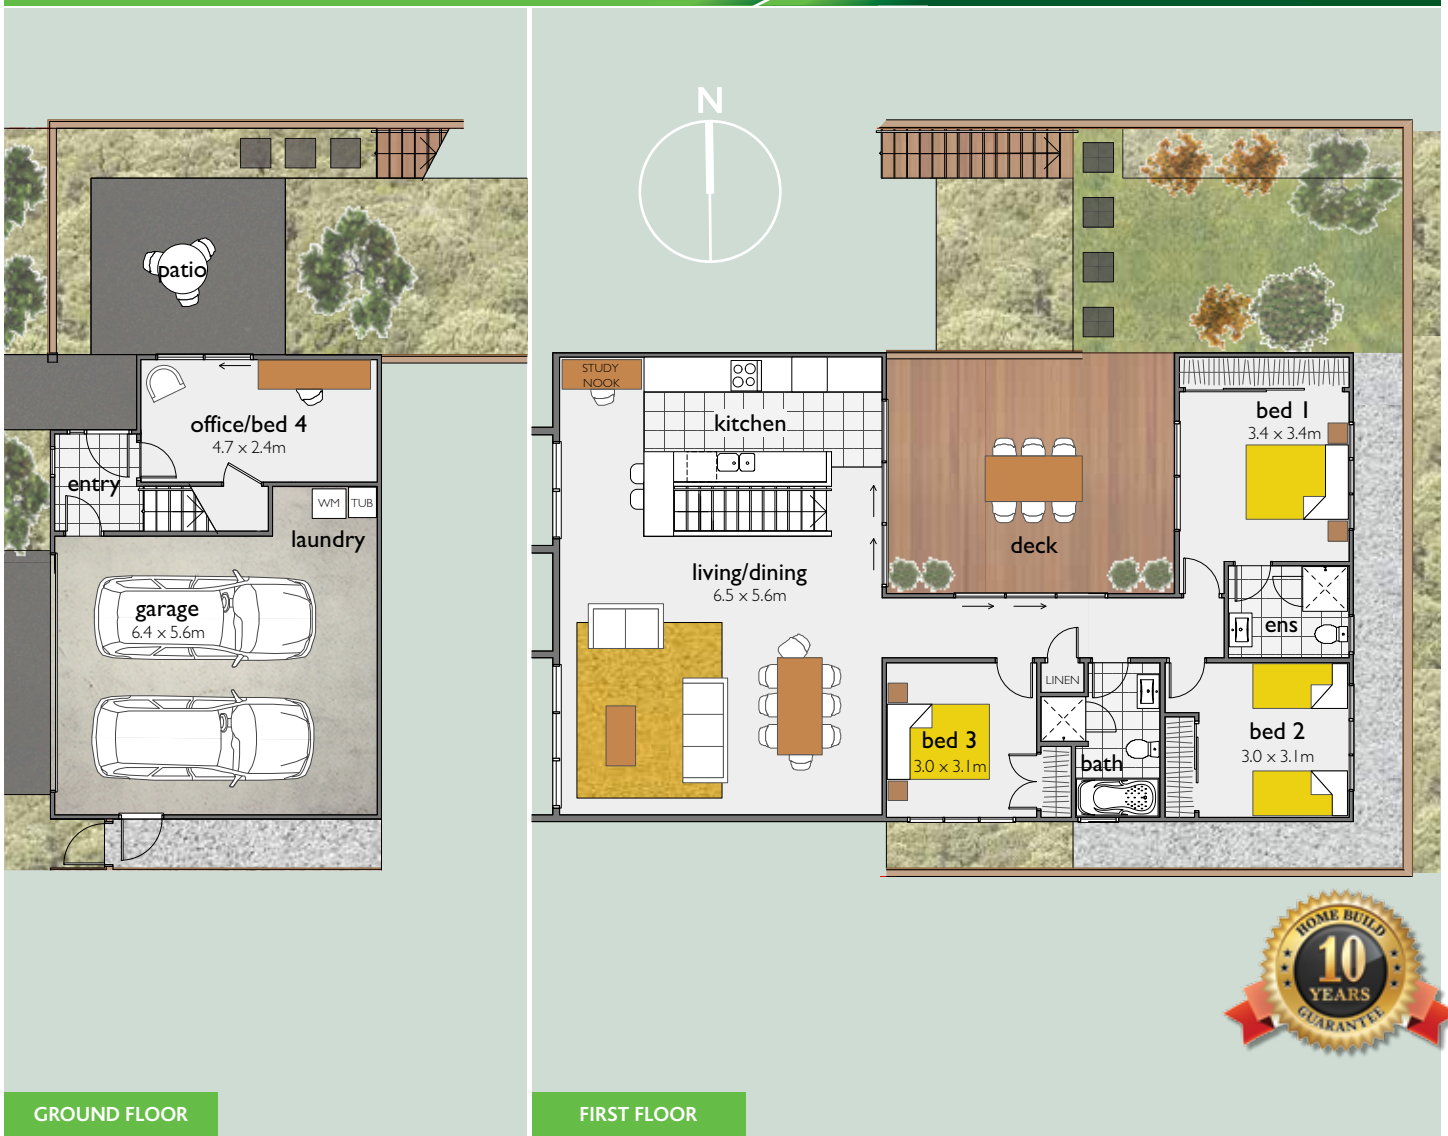 patio
office/bed 4
4.7 x 2.4m
entry
WM
TUB
laundry
garage
6.4 x 5.6m
GROUND FLOOR
N
STUDY
NOOK
kitchen
living/dining
6.5 x 5.6m
deck
bed 1
3.4 x 3.4m
ens
LINEN
bed 3
3.0 x 3.1m
bath
bed 2
3.0 x 3.1m
HOME BUILD
10
YEARS
GUARANTEE
FIRST FLOOR